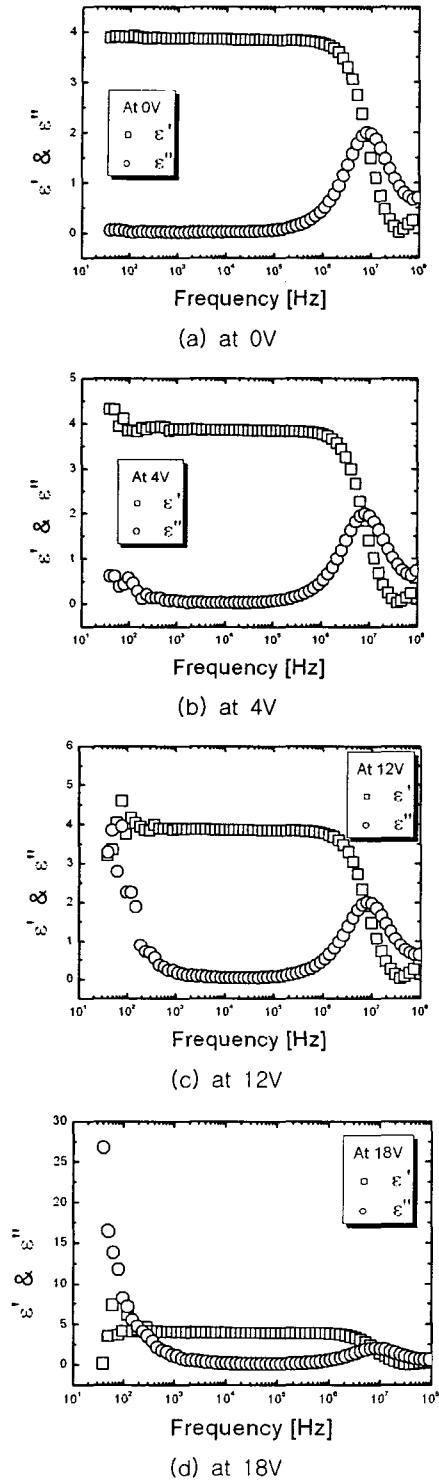 4
3
2
1
0
ε' & ε''
At 0V
□ ε'
○ ε''
10¹ 10² 10³ 10⁴ 10⁵ 10⁶ 10⁷ 10⁸
Frequency [Hz]
(a) at 0V
5
4
3
2
1
0
ε' & ε''
At 4V
□ ε'
○ ε''
10¹ 10² 10³ 10⁴ 10⁵ 10⁶ 10⁷ 10⁸
Frequency [Hz]
(b) at 4V
6
5
4
3
2
1
0
ε' & ε''
At 12V
□ ε'
○ ε''
10¹ 10² 10³ 10⁴ 10⁵ 10⁶ 10⁷ 10⁸
Frequency [Hz]
(c) at 12V
30
25
20
15
10
5
0
ε' & ε''
At 18V
□ ε'
○ ε''
10¹ 10² 10³ 10⁴ 10⁵ 10⁶ 10⁷ 10⁸
Frequency [Hz]
(d) at 18V